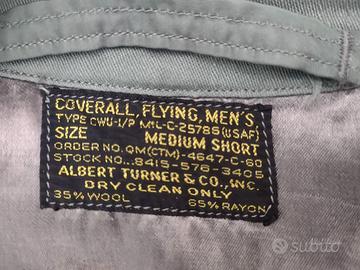 COVERALL, FLYING, MEN'S
TYPE CWU-1/P MIL-C-25785 (USAF)
SIZE MEDIUM SHORT
ORDER NO. QM(CTM)-4647-C-60
STOCK NO.--8415-576-3405
ALBERT TURNER & CO., INC.
DRY CLEAN ONLY
35% WOOL 65% RAYON
subito